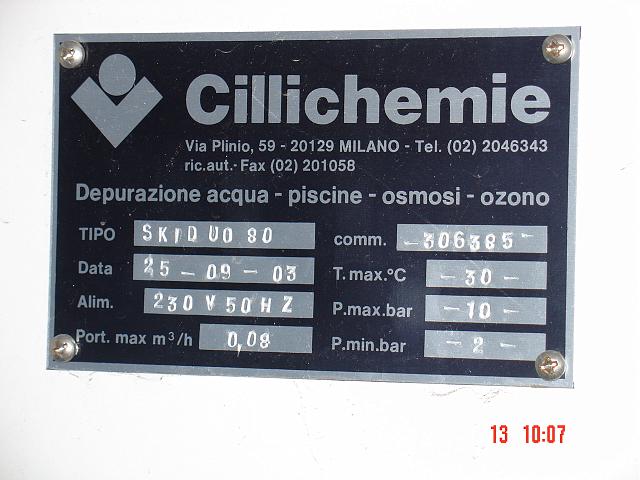 Cillichemie
Via Plinio, 59 - 20129 MILANO - Tel. (02) 2046343
ric.aut.- Fax (02) 201058
Depurazione acqua - piscine - osmosi - ozono
TIPO SKIDUO 80 comm. -306385-
Data 25-09-03 T.max.°C -30-
Alim. 230 V 50 HZ P.max.bar -10-
Port. max m³/h 0,08 P.min.bar -2-
13 10:07